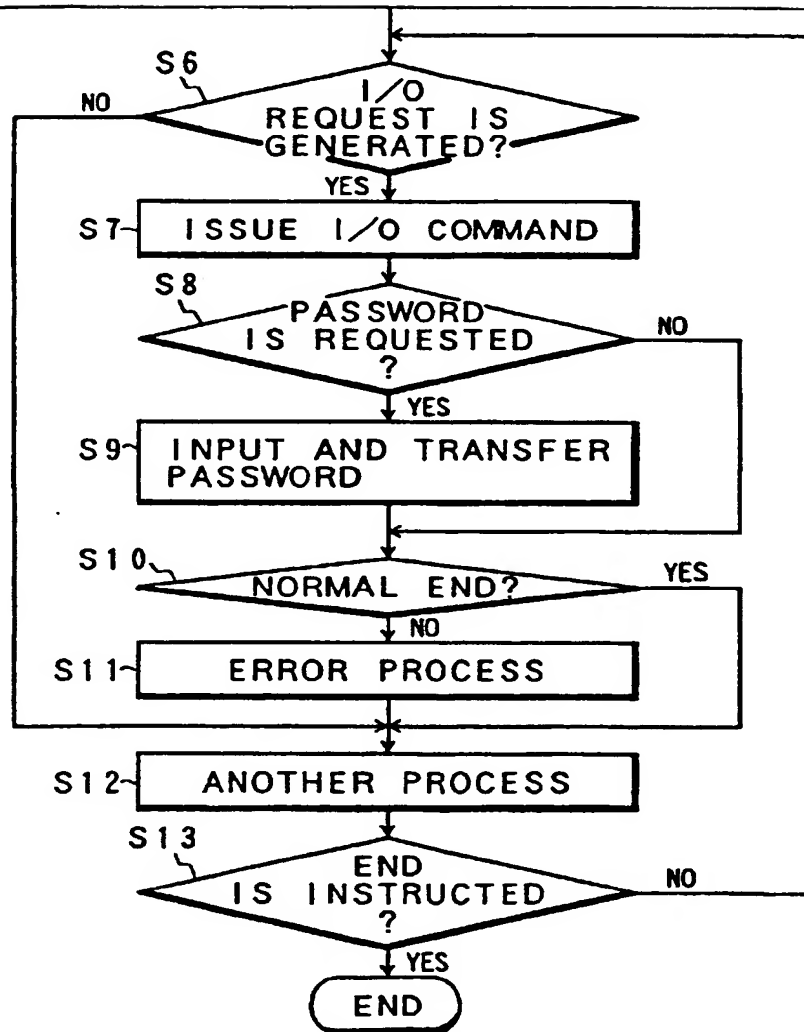 S6
I/O
NO
REQUEST IS
GENERATED?
YES
S7
ISSUE I/O COMMAND
S8
PASSWORD
IS REQUESTED
?
NO
YES
S9
INPUT AND TRANSFER
PASSWORD
S10
NORMAL END?
YES
NO
S11
ERROR PROCESS
S12
ANOTHER PROCESS
S13
END
IS INSTRUCTED
?
NO
YES
END